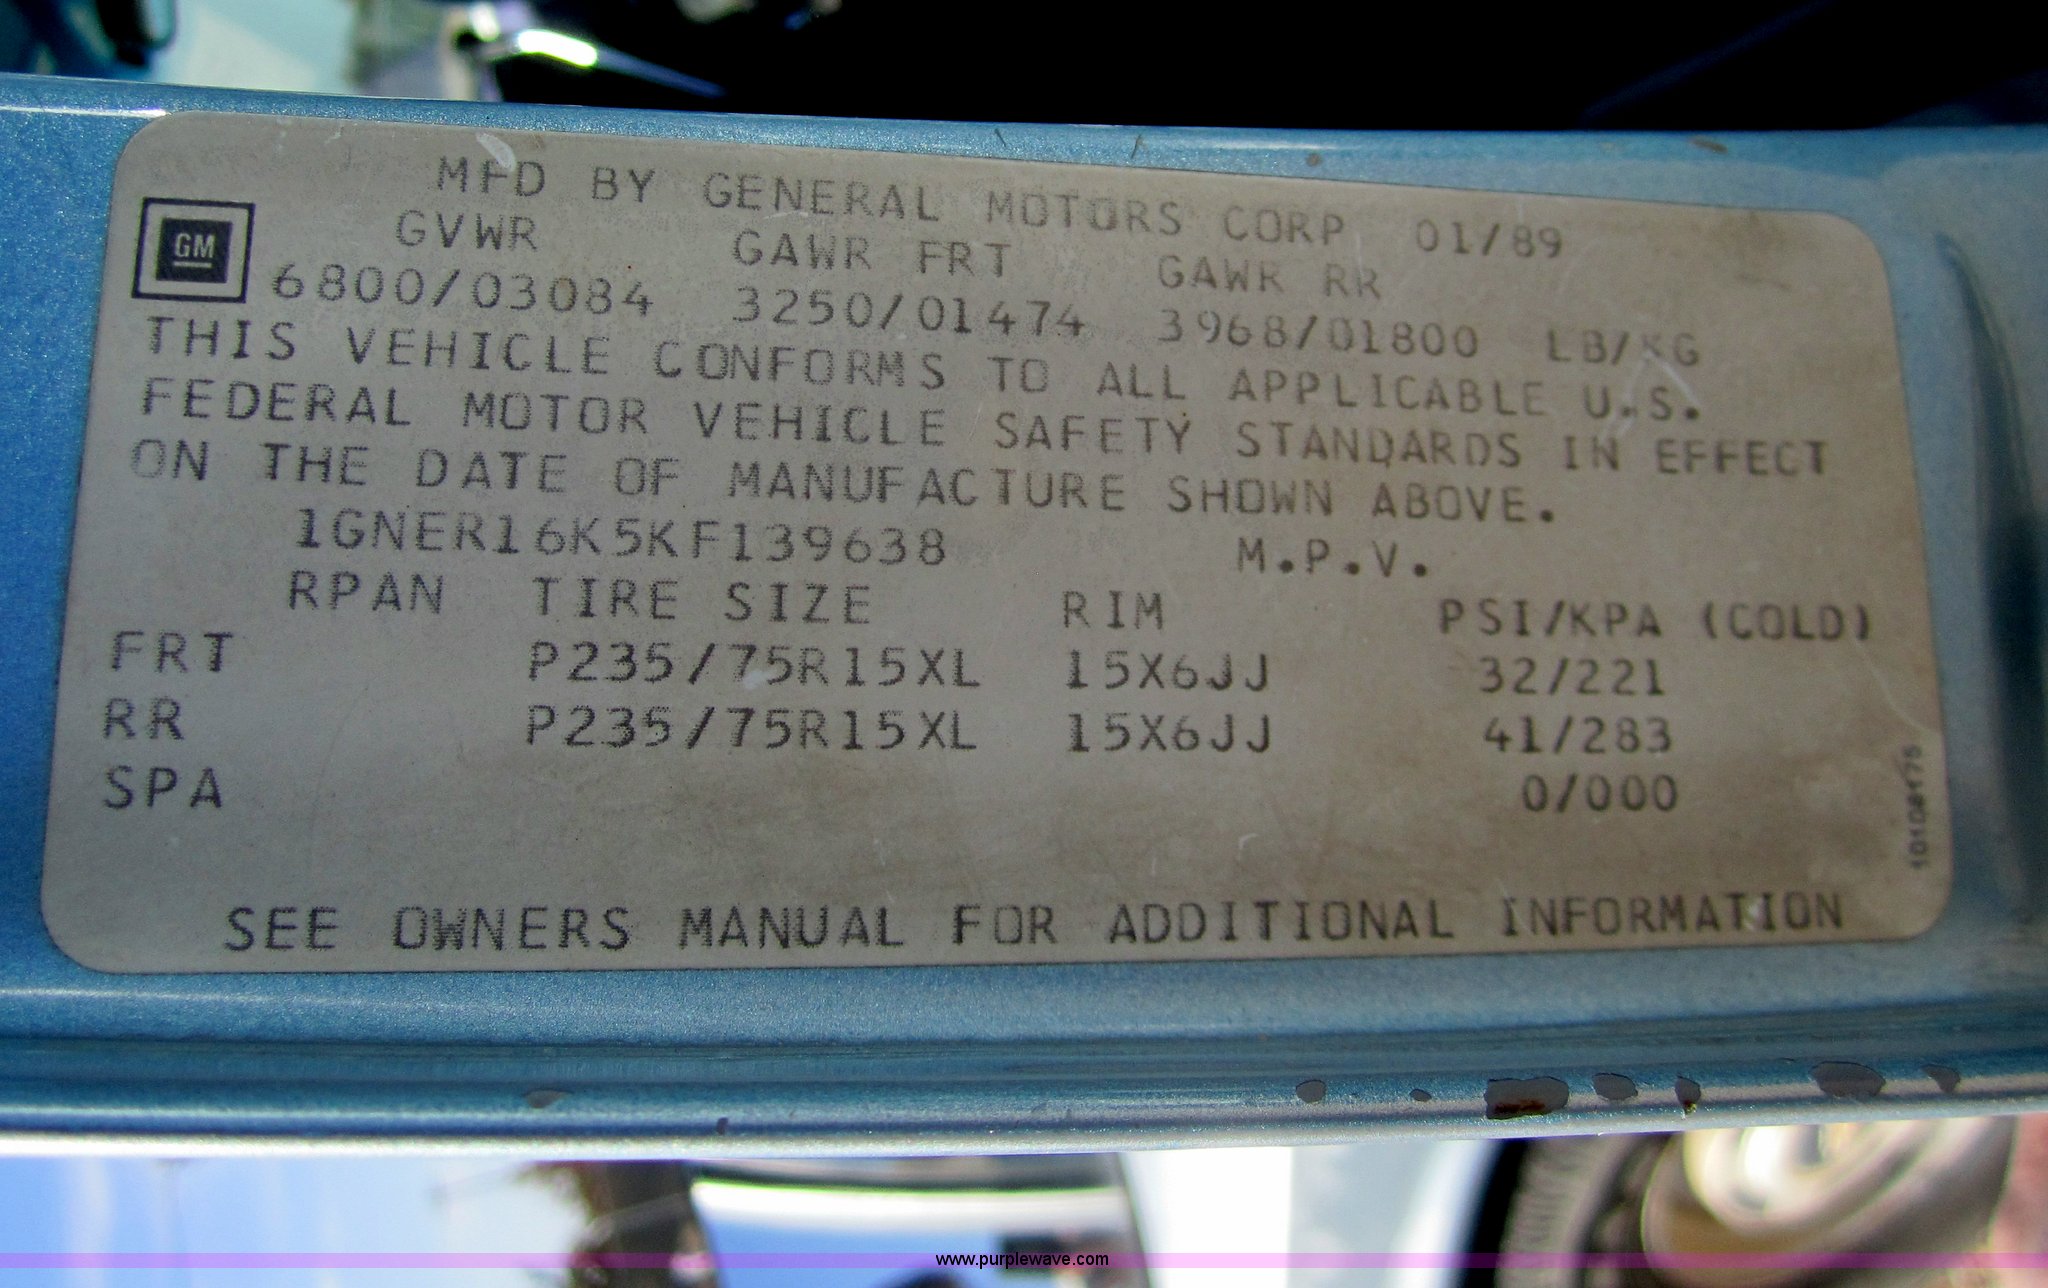 MFD BY GENERAL MOTORS CORP 01/89
GM
GVWR GAWR FRT GAWR RR
6800/03084 3250/01474 3968/01800 LB/KG
THIS VEHICLE CONFORMS TO ALL APPLICABLE U.S.
FEDERAL MOTOR VEHICLE SAFETY STANDARDS IN EFFECT
ON THE DATE OF MANUFACTURE SHOWN ABOVE.
1GNER16K5KF139638 M.P.V.
RPAN TIRE SIZE RIM PSI/KPA (COLD)
FRT P235/75R15XL 15X6JJ 32/221
RR P235/75R15XL 15X6JJ 41/283
SPA 0/000
10108175
SEE OWNERS MANUAL FOR ADDITIONAL INFORMATION
www.purplewave.com